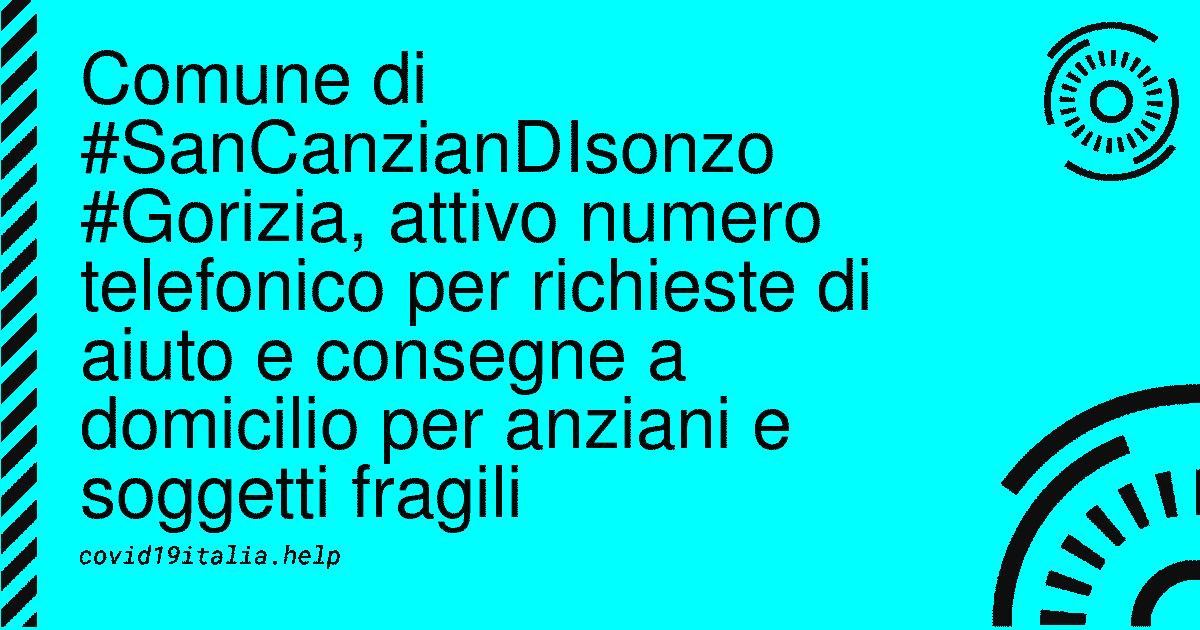 Comune di
#SanCanzianDIsonzo
#Gorizia, attivo numero
telefonico per richieste di
aiuto e consegne a
domicilio per anziani e
soggetti fragili
covid19italia.help